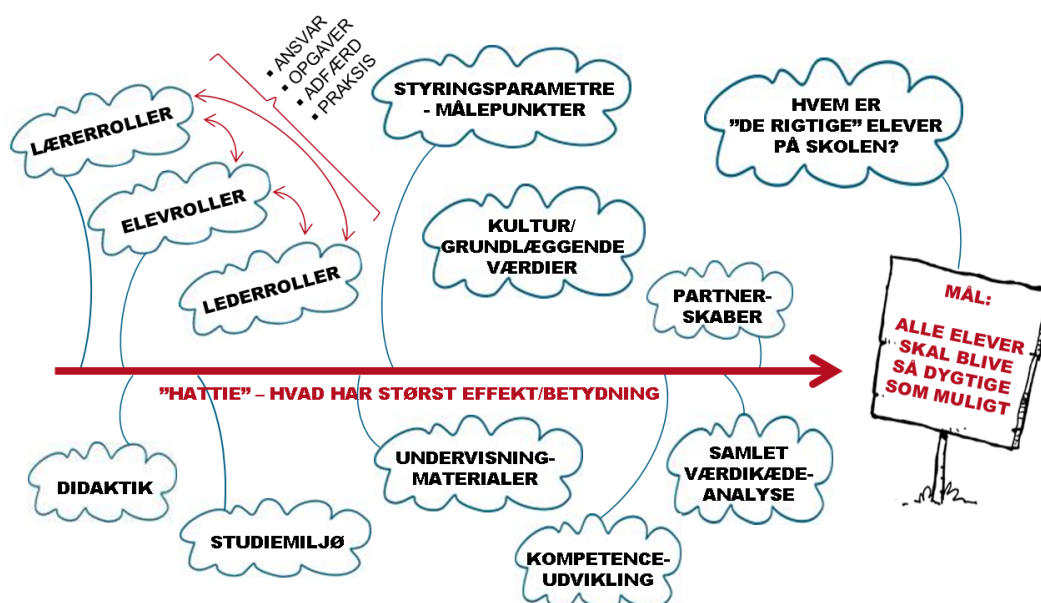 ▪ ANSVAR
▪ OPGAVER
▪ ADFÆRD
▪ PRAKSIS
LÆRERROLLER
ELEVROLLER
LEDERROLLER
STYRINGSPARAMETRE
- MÅLEPUNKTER
KULTUR/
GRUNDLÆGGENDE
VÆRDIER
PARTNER-
SKABER
HVEM ER
”DE RIGTIGE” ELEVER
PÅ SKOLEN?
MÅL:
ALLE ELEVER
SKAL BLIVE
SÅ DYGTIGE
SOM MULIGT
”HATTIE” – HVAD HAR STØRST EFFEKT/BETYDNING
DIDAKTIK
STUDIEMILJØ
UNDERVISNING-
MATERIALER
KOMPETENCE-
UDVIKLING
SAMLET
VÆRDIKÆDE-
ANALYSE